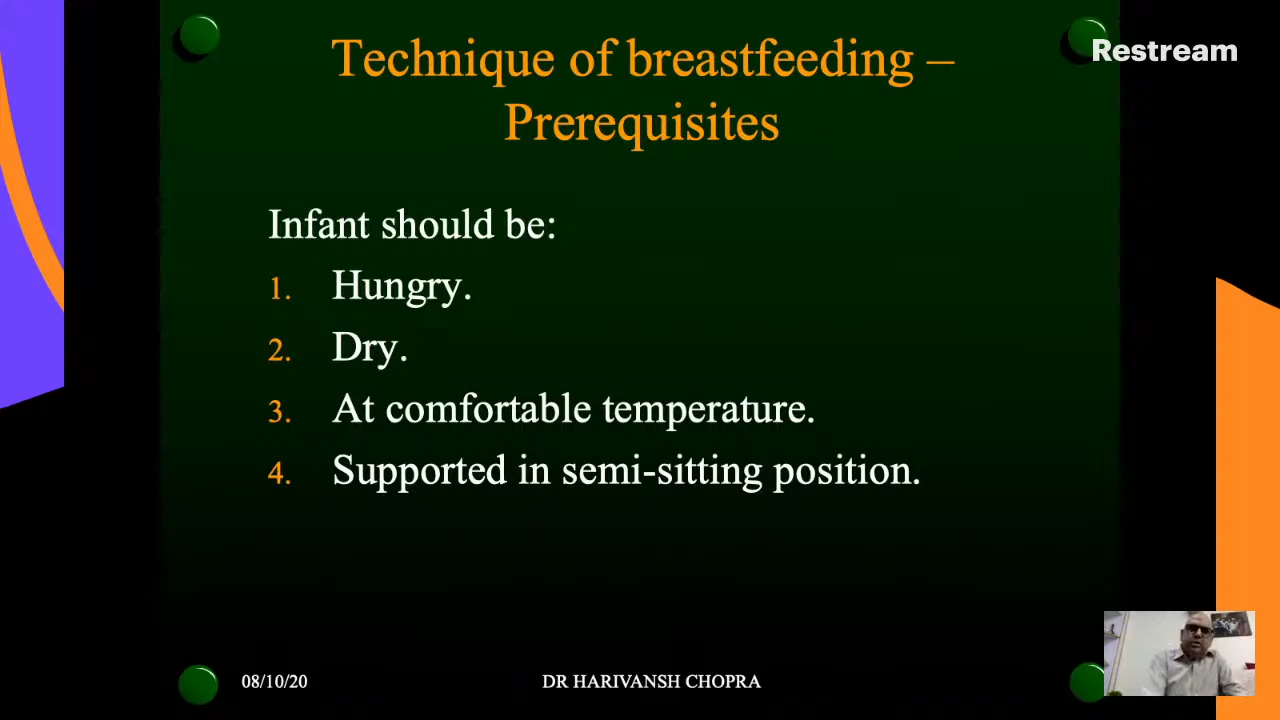 Restream
Technique of breastfeeding –
Prerequisites
Infant should be:
1. Hungry.
2. Dry.
3. At comfortable temperature.
4. Supported in semi-sitting position.
08/10/20
DR HARIVANSH CHOPRA